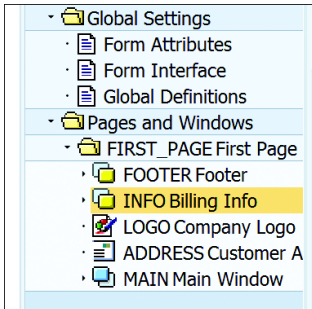 Global Settings
Form Attributes
Form Interface
Global Definitions
Pages and Windows
FIRST_PAGE First Page
FOOTER Footer
INFO Billing Info
LOGO Company Logo
ADDRESS Customer A
MAIN Main Window